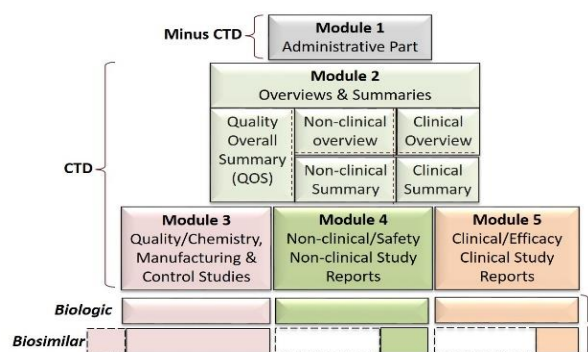 Minus CTD
Module 1
Administrative Part
Module 2
Overviews & Summaries
CTD
Quality
Overall
Summary
(QOS)
Non-clinical
overview
Clinical
Overview
Non-clinical
Summary
Clinical
Summary
Module 3
Quality/Chemistry,
Manufacturing &
Control Studies
Module 4
Non-clinical/Safety
Non-clinical Study
Reports
Module 5
Clinical/Efficacy
Clinical Study
Reports
Biologic
Biosimilar